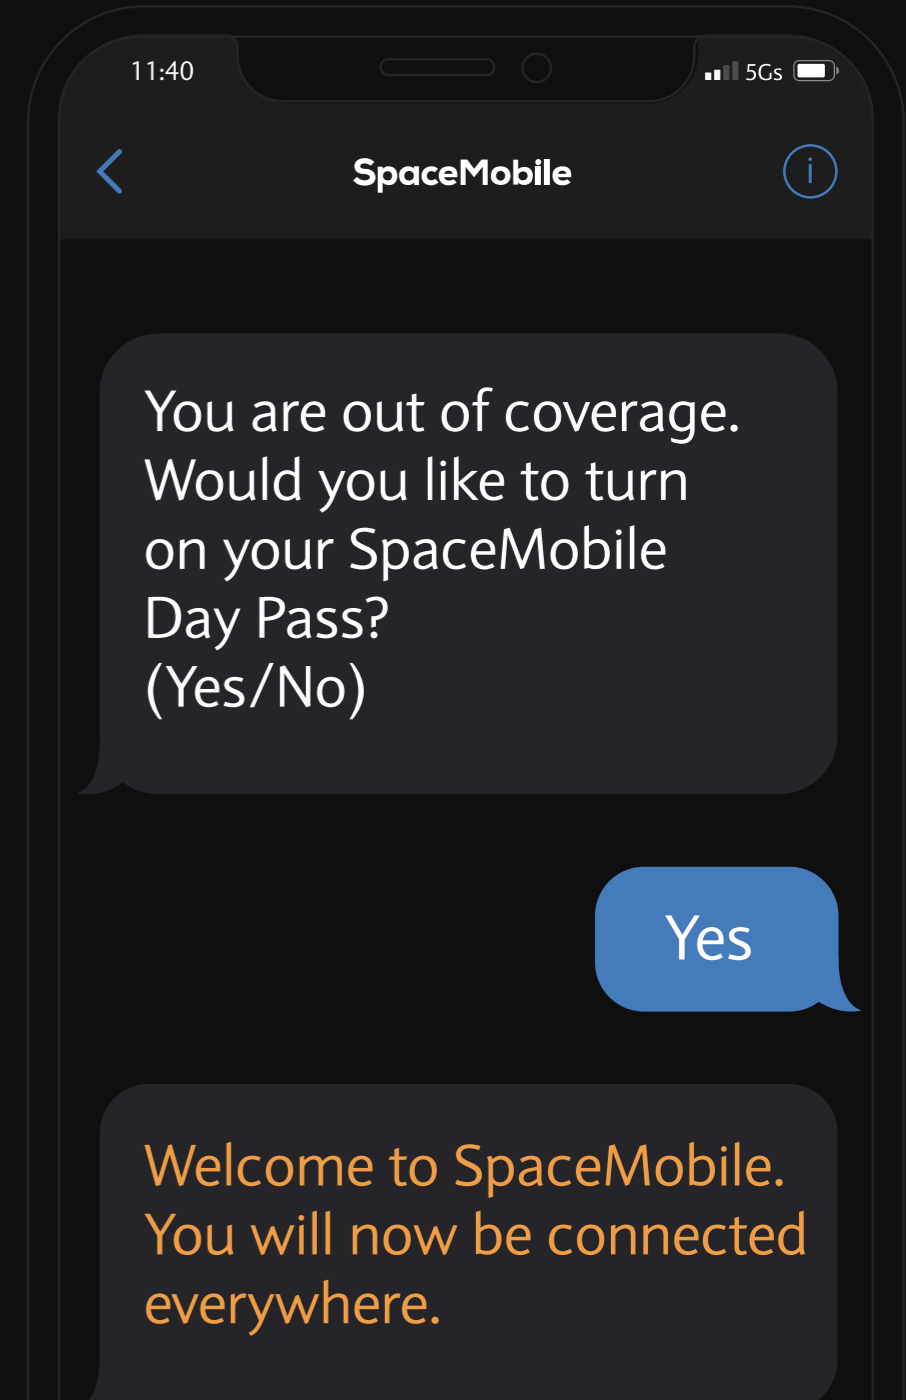 11:40
5Gs
SpaceMobile
i
You are out of coverage.
Would you like to turn
on your SpaceMobile
Day Pass?
(Yes/No)
Yes
Welcome to SpaceMobile.
You will now be connected
everywhere.